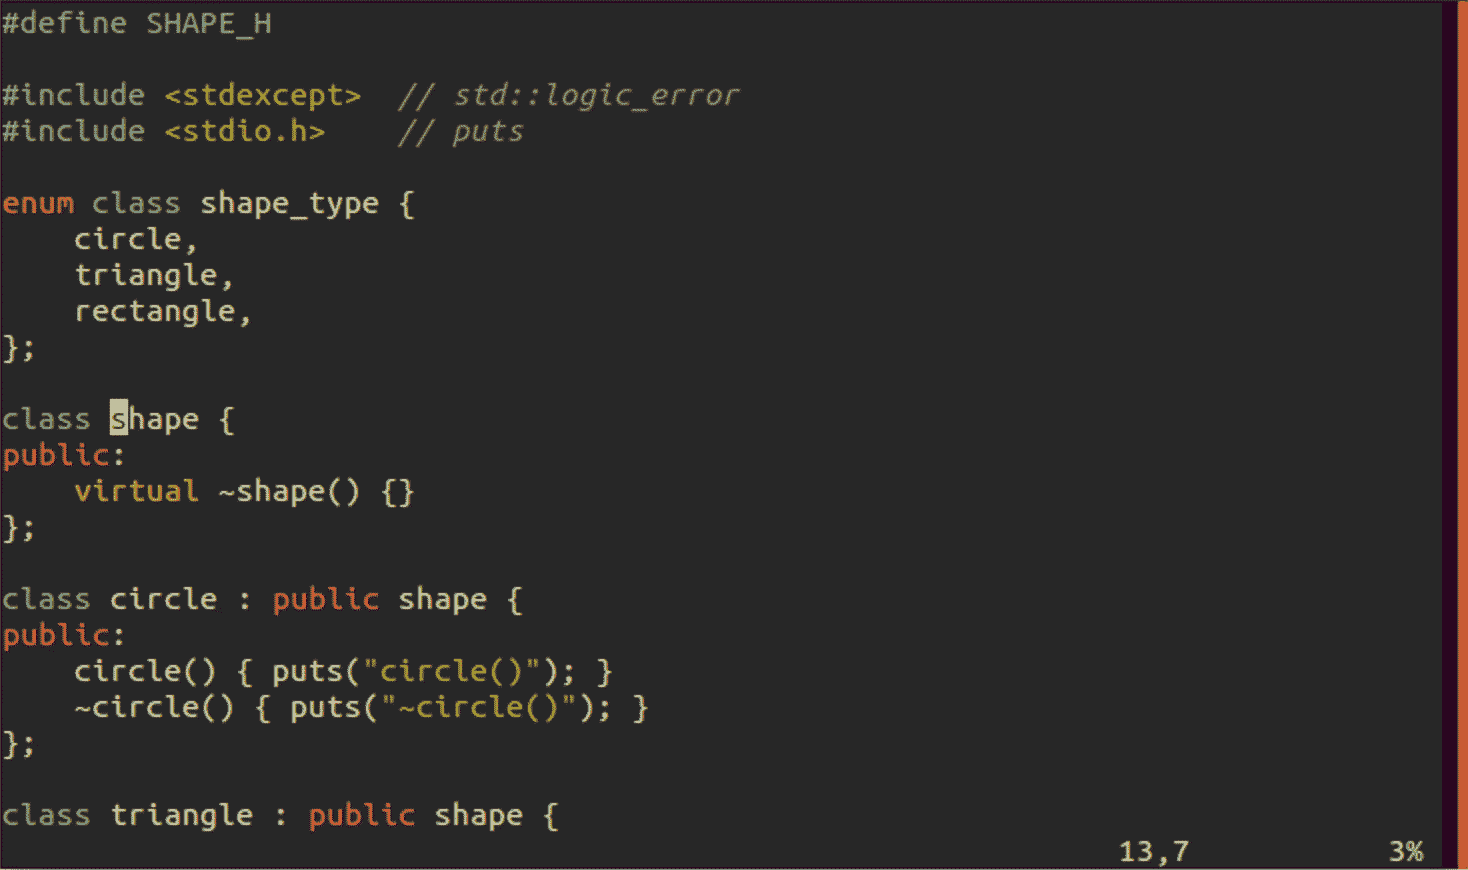 #define SHAPE_H
#include <stdexcept>  // std::logic_error
#include <stdio.h>    // puts
enum class shape_type {
    circle,
    triangle,
    rectangle,
};
class shape {
public:
    virtual ~shape() {}
};
class circle : public shape {
public:
    circle() { puts("circle()"); }
    ~circle() { puts("~circle()"); }
};
class triangle : public shape {
13,7 3%